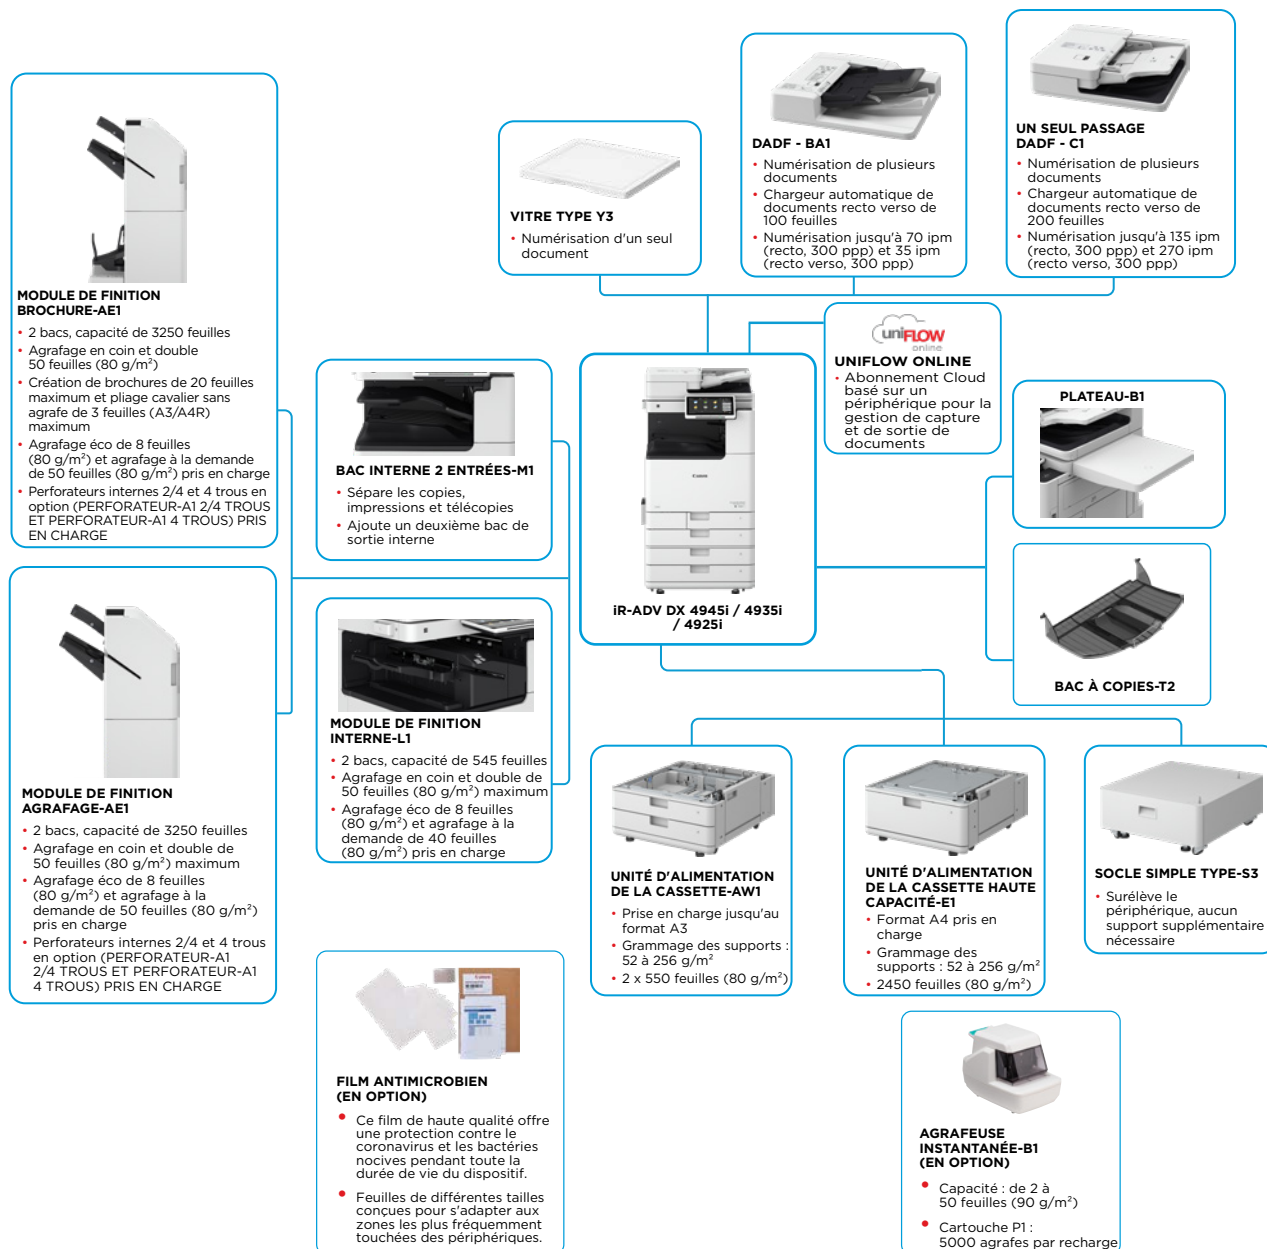 MODULE DE FINITION
BROCHURE-AE1
• 2 bacs, capacité de 3250 feuilles
• Agrafage en coin et double
50 feuilles (80 g/m²)
• Création de brochures de 20 feuilles
maximum et pliage cavalier sans
agrafe de 3 feuilles (A3/A4R)
maximum
• Agrafage éco de 8 feuilles
(80 g/m²) et agrafage à la demande
de 50 feuilles (80 g/m²) pris en charge
• Perforateurs internes 2/4 et 4 trous en
option (PERFORATEUR-A1 2/4 TROUS
ET PERFORATEUR-A1 4 TROUS) PRIS
EN CHARGE
MODULE DE FINITION
AGRAFAGE-AE1
• 2 bacs, capacité de 3250 feuilles
• Agrafage en coin et double de
50 feuilles (80 g/m²) maximum
• Agrafage éco de 8 feuilles
(80 g/m²) et agrafage à la
demande de 50 feuilles (80 g/m²)
pris en charge
• Perforateurs internes 2/4 et 4 trous
en option (PERFORATEUR-A1
2/4 TROUS ET PERFORATEUR-A1
4 TROUS) PRIS EN CHARGE
BAC INTERNE 2 ENTRÉES-M1
• Sépare les copies,
impressions et télécopies
• Ajoute un deuxième bac de
sortie interne
MODULE DE FINITION
INTERNE-L1
• 2 bacs, capacité de 545 feuilles
• Agrafage en coin et double de
50 feuilles (80 g/m²) maximum
• Agrafage éco de 8 feuilles
(80 g/m²) et agrafage à la
demande de 40 feuilles
(80 g/m²) pris en charge
VITRE TYPE Y3
• Numérisation d'un seul
document
DADF - BA1
• Numérisation de plusieurs
documents
• Chargeur automatique de
documents recto verso de
100 feuilles
• Numérisation jusqu'à 70 ipm
(recto, 300 ppp) et 35 ipm
(recto verso, 300 ppp)
UN SEUL PASSAGE
DADF - C1
• Numérisation de plusieurs
documents
• Chargeur automatique de
documents recto verso de
200 feuilles
• Numérisation jusqu'à 135 ipm
(recto, 300 ppp) et 270 ipm
(recto verso, 300 ppp)
uniFLOW
online
UNIFLOW ONLINE
• Abonnement Cloud
basé sur un
périphérique pour la
gestion de capture
et de sortie de
documents
Canon
iR-ADV DX 4945i / 4935i
/ 4925i
PLATEAU-B1
BAC À COPIES-T2
UNITÉ D'ALIMENTATION
DE LA CASSETTE-AW1
• Prise en charge jusqu'au
format A3
• Grammage des supports :
52 à 256 g/m²
• 2 x 550 feuilles (80 g/m²)
UNITÉ D'ALIMENTATION
DE LA CASSETTE HAUTE
CAPACITÉ-E1
• Format A4 pris en
charge
• Grammage des
supports : 52 à 256 g/m²
• 2450 feuilles (80 g/m²)
SOCLE SIMPLE TYPE-S3
• Surélève le
périphérique, aucun
support supplémentaire
nécessaire
FILM ANTIMICROBIEN
(EN OPTION)
• Ce film de haute qualité offre
une protection contre le
coronavirus et les bactéries
nocives pendant toute la
durée de vie du dispositif.
• Feuilles de différentes tailles
conçues pour s'adapter aux
zones les plus fréquemment
touchées des périphériques.
AGRAFEUSE
INSTANTANÉE-B1
(EN OPTION)
• Capacité : de 2 à
50 feuilles (90 g/m²)
• Cartouche P1 :
5000 agrafes par recharge